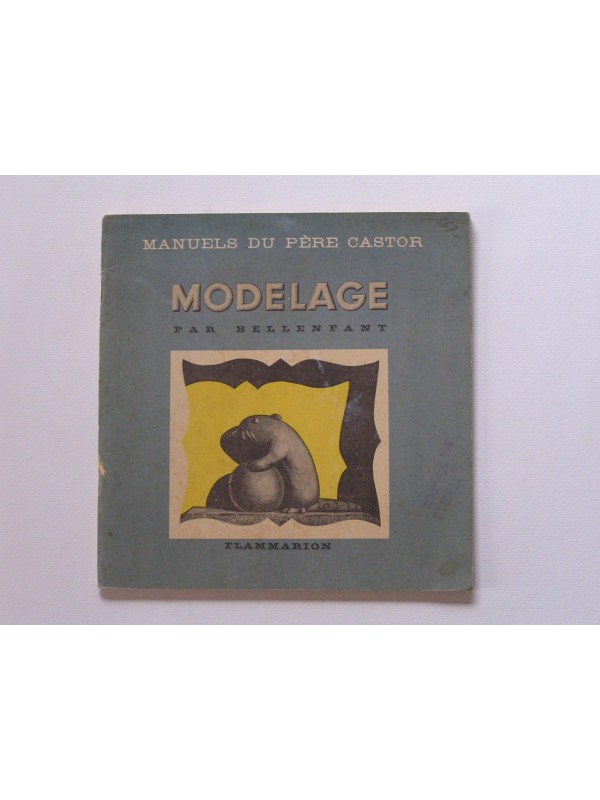 MANUELS DU PÈRE CASTOR
MODELAGE
PAR BELLENFANT
FLAMMARION